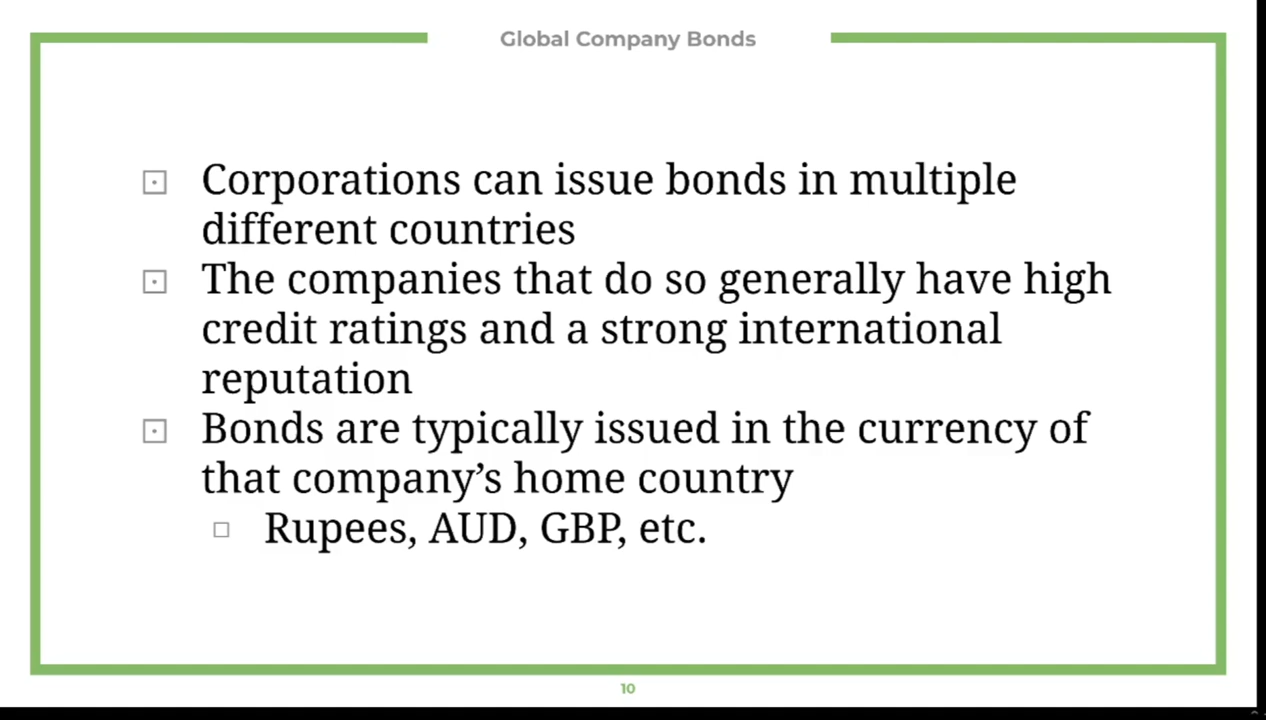 Global Company Bonds
Corporations can issue bonds in multiple
different countries
The companies that do so generally have high
credit ratings and a strong international
reputation
Bonds are typically issued in the currency of
that company’s home country
Rupees, AUD, GBP, etc.
10